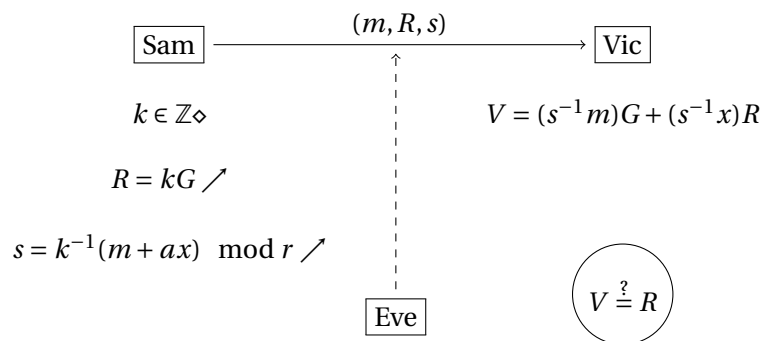 (m, R, s)
Sam Vic
k ∈ ℤ⋄ V = (s⁻¹m)G + (s⁻¹x)R
R = kG ↗
s = k⁻¹(m + ax) mod r ↗
V ≟ R
Eve